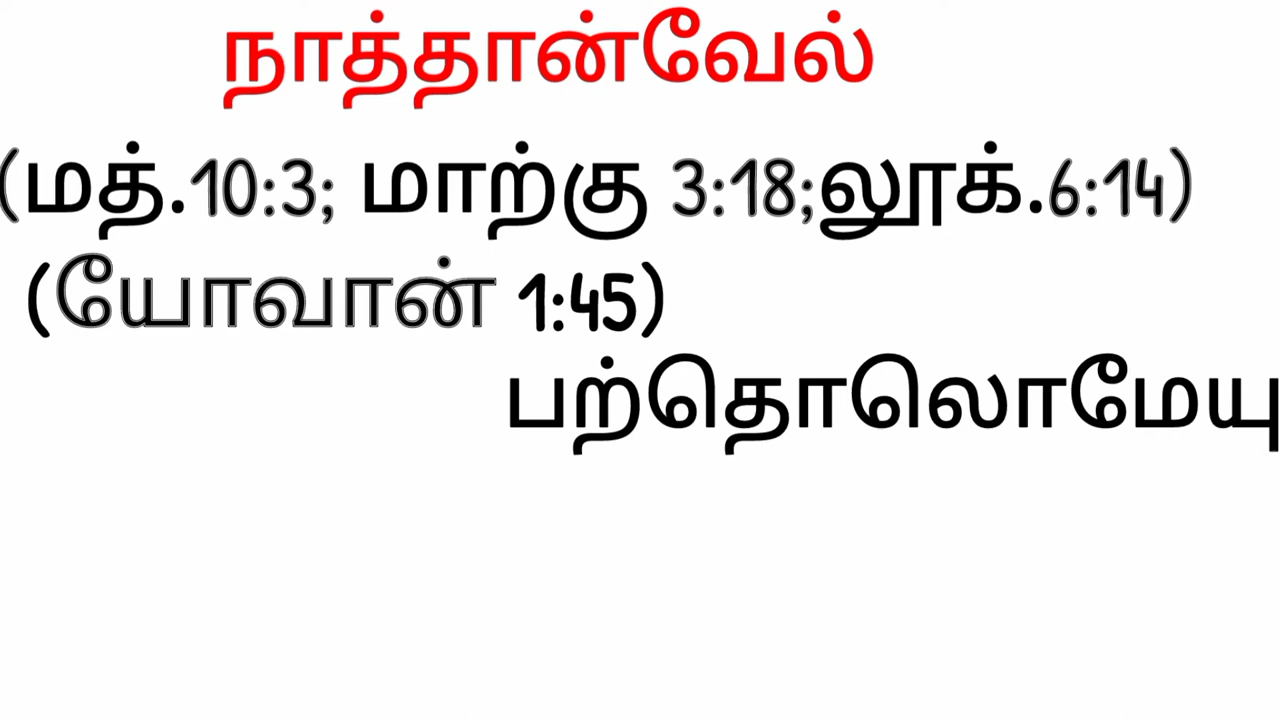 நாத்தான்வேல்
(மத்.10:3; மாற்கு 3:18;லூக்.6:14)
(யோவான் 1:45)
பற்தொலொமேயு